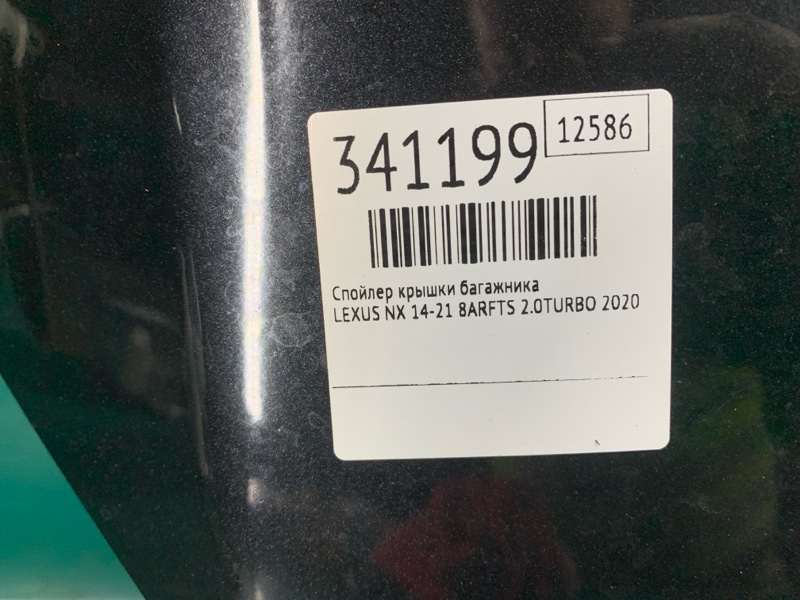 341199
12586
Спойлер крышки багажника
LEXUS NX 14-21 8ARFTS 2.0TURBO 2020